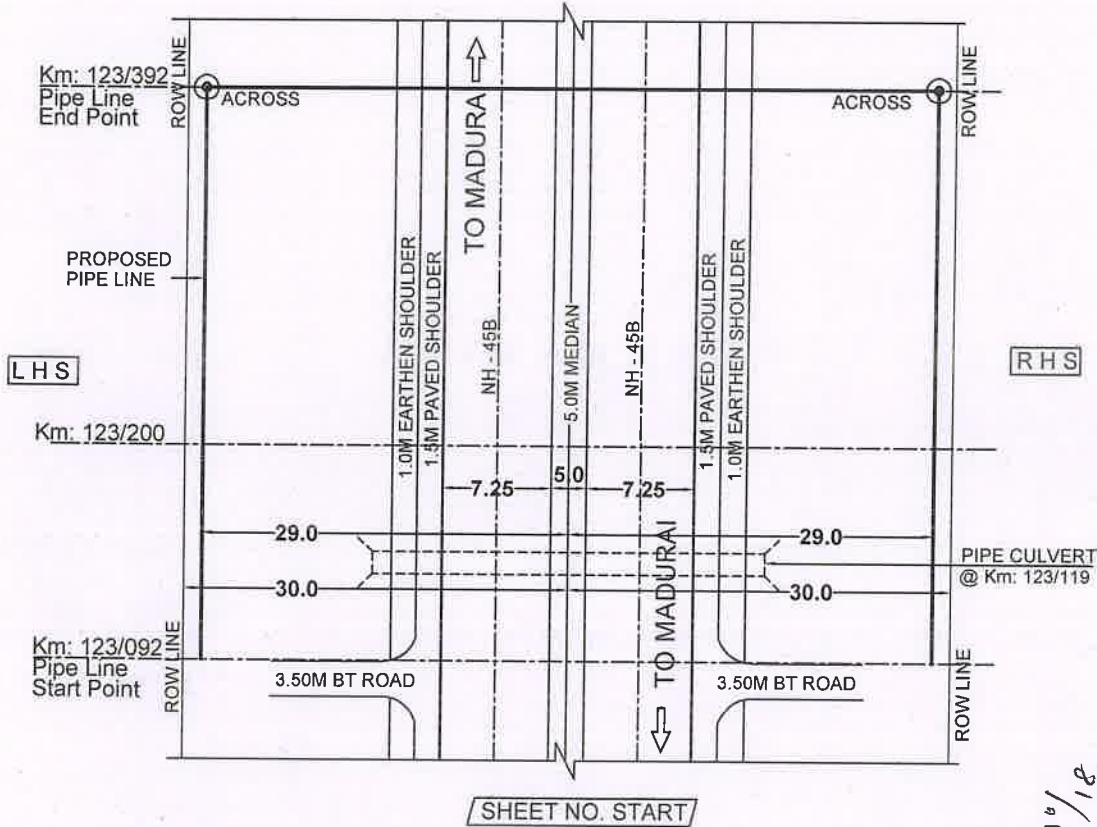 Km: 123/392
Pipe Line
End Point
ROW LINE
ACROSS
TO MADURA
ACROSS
ROW LINE
PROPOSED
PIPE LINE
1.0M EARTHEN SHOULDER
1.5M PAVED SHOULDER
NH - 45B
5.0M MEDIAN
NH - 45B
1.5M PAVED SHOULDER
1.0M EARTHEN SHOULDER
LHS
RHS
Km: 123/200
7.25
5.0
7.25
29.0
29.0
PIPE CULVERT
@ Km: 123/119
30.0
30.0
TO MADURAI
Km: 123/092
Pipe Line
Start Point
ROW LINE
3.50M BT ROAD
3.50M BT ROAD
ROW LINE
SHEET NO. START